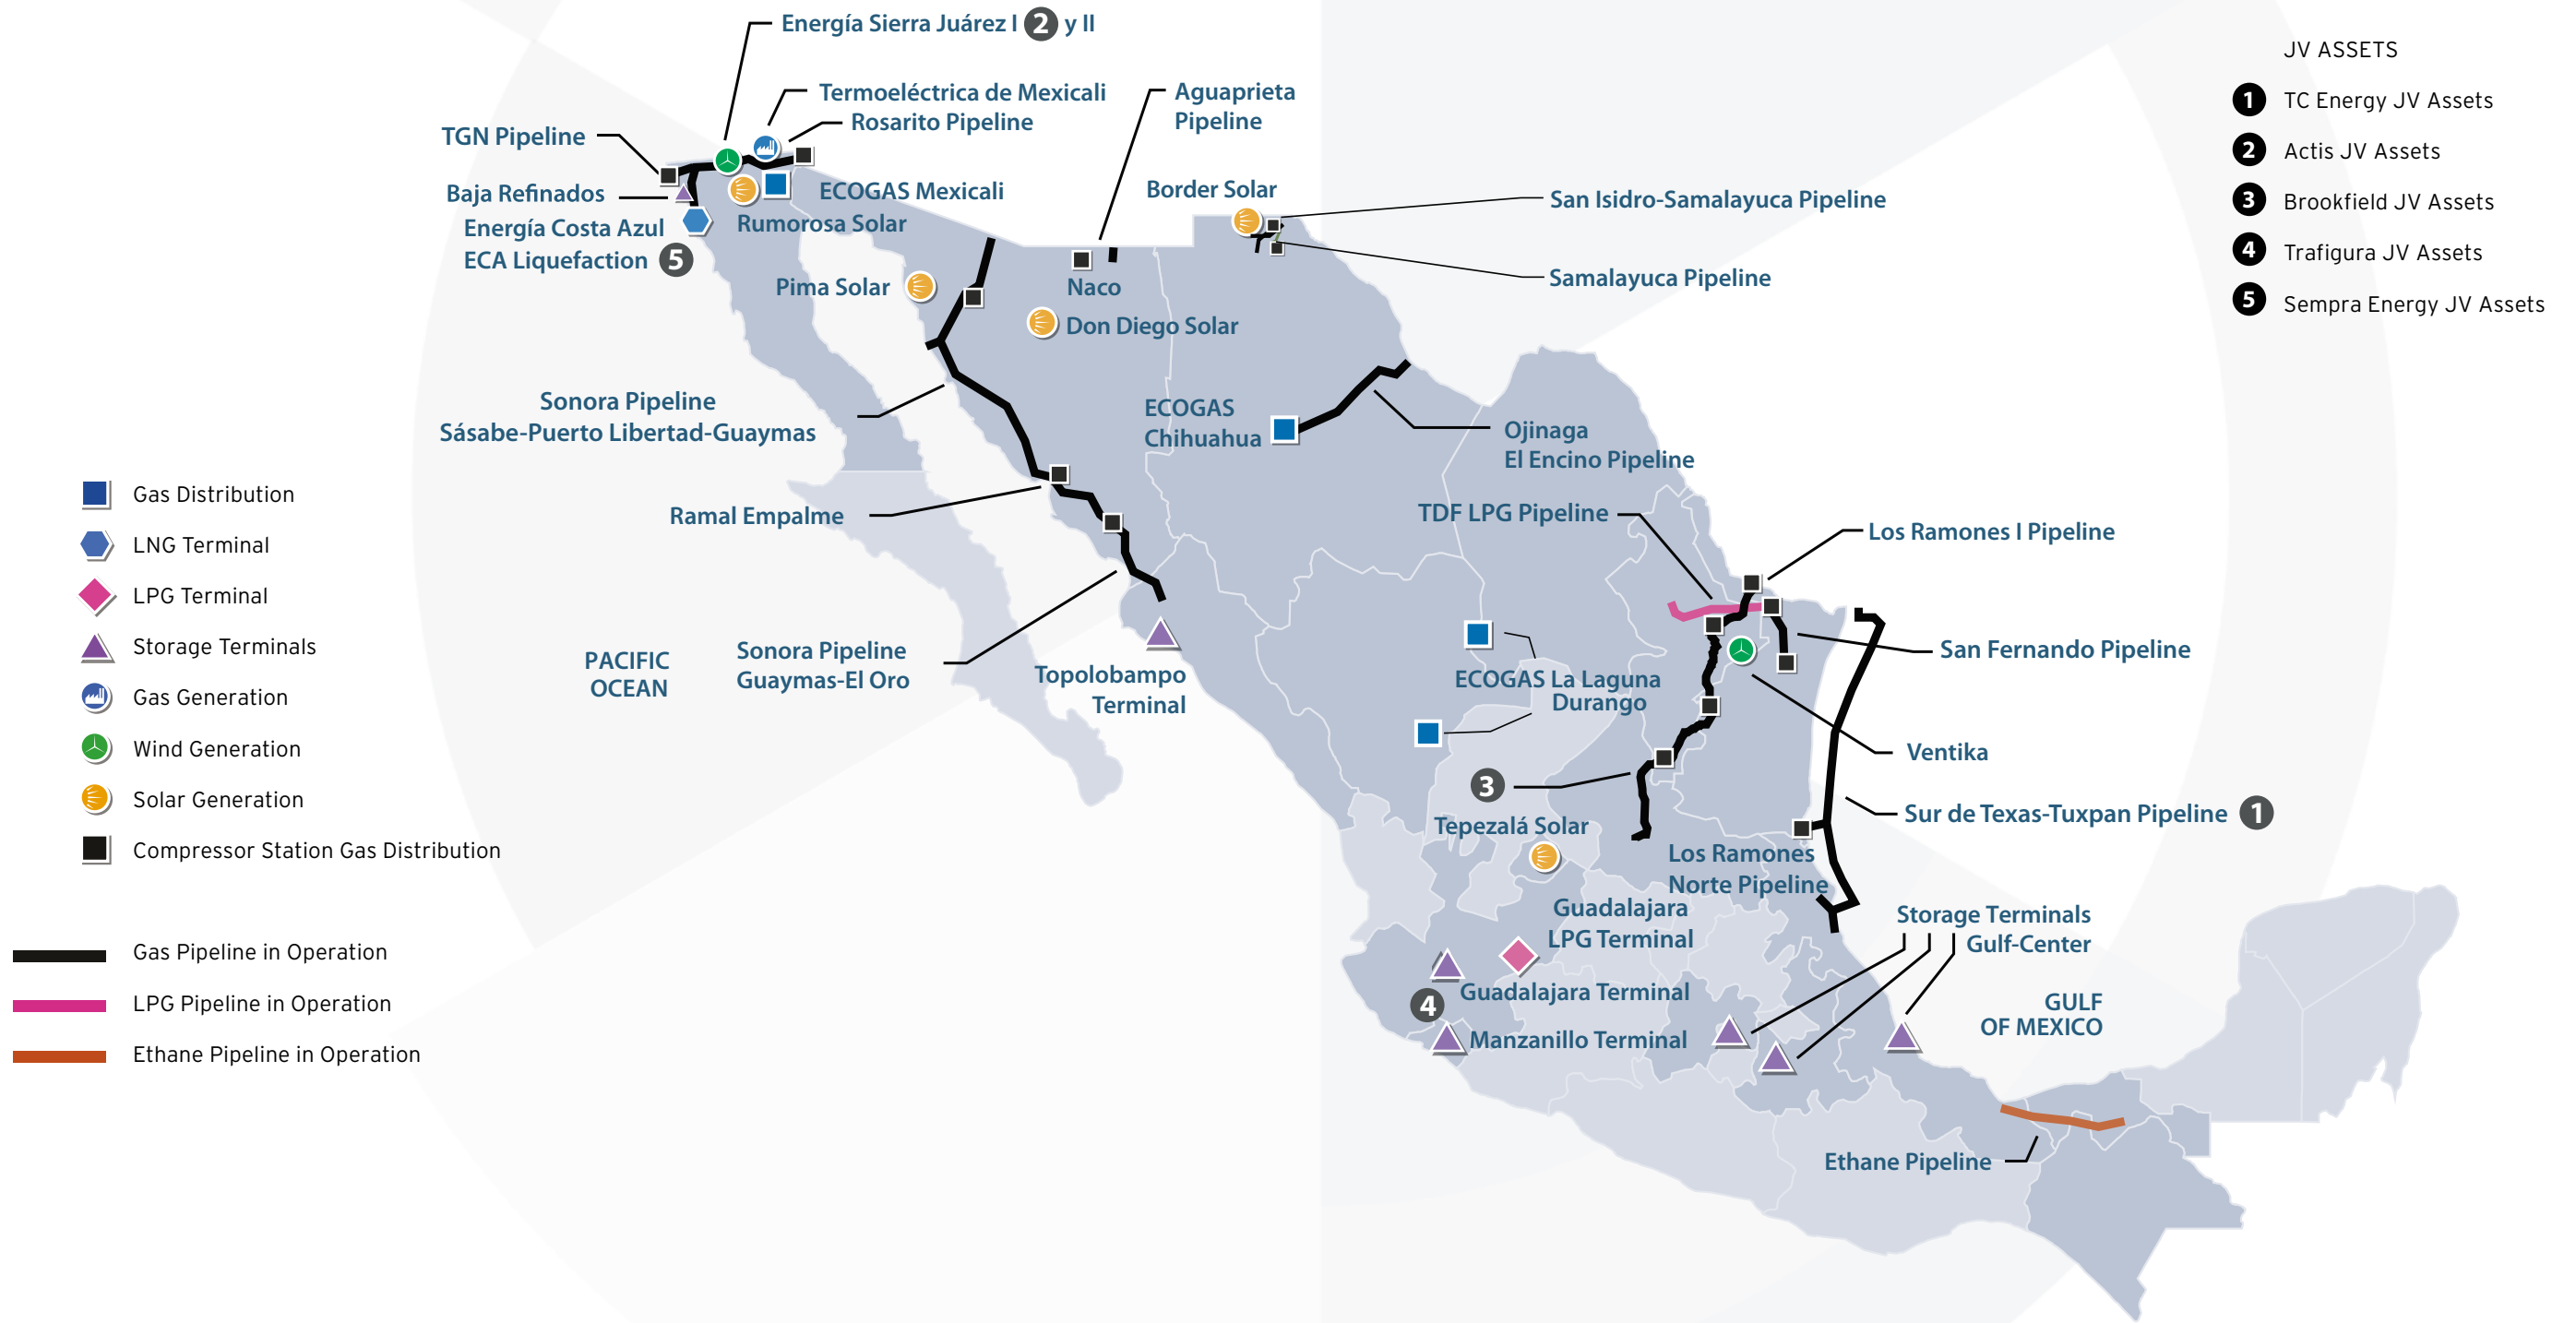 Energía Sierra Juárez I 2 y II
Termoeléctrica de Mexicali
Rosarito Pipeline
TGN Pipeline
Baja Refinados
Energía Costa Azul
ECA Liquefaction 5
ECOGAS Mexicali
Rumorosa Solar
Aguaprieta
Pipeline
Border Solar
San Isidro-Samalayuca Pipeline
Samalayuca Pipeline
Pima Solar
Naco
Don Diego Solar
Sonora Pipeline
Sásabe-Puerto Libertad-Guaymas
ECOGAS
Chihuahua
Ojinaga
El Encino Pipeline
Ramal Empalme
TDF LPG Pipeline
Los Ramones I Pipeline
San Fernando Pipeline
PACIFIC
OCEAN
Sonora Pipeline
Guaymas-El Oro
Topolobampo
Terminal
ECOGAS La Laguna
Durango
Ventika
3
Sur de Texas-Tuxpan Pipeline 1
Tepezalá Solar
Los Ramones
Norte Pipeline
Guadalajara
LPG Terminal
Storage Terminals
Gulf-Center
4
Guadalajara Terminal
Manzanillo Terminal
GULF
OF MEXICO
Ethane Pipeline
JV ASSETS
1 TC Energy JV Assets
2 Actis JV Assets
3 Brookfield JV Assets
4 Trafigura JV Assets
5 Sempra Energy JV Assets
Gas Distribution
LNG Terminal
LPG Terminal
Storage Terminals
Gas Generation
Wind Generation
Solar Generation
Compressor Station Gas Distribution
Gas Pipeline in Operation
LPG Pipeline in Operation
Ethane Pipeline in Operation